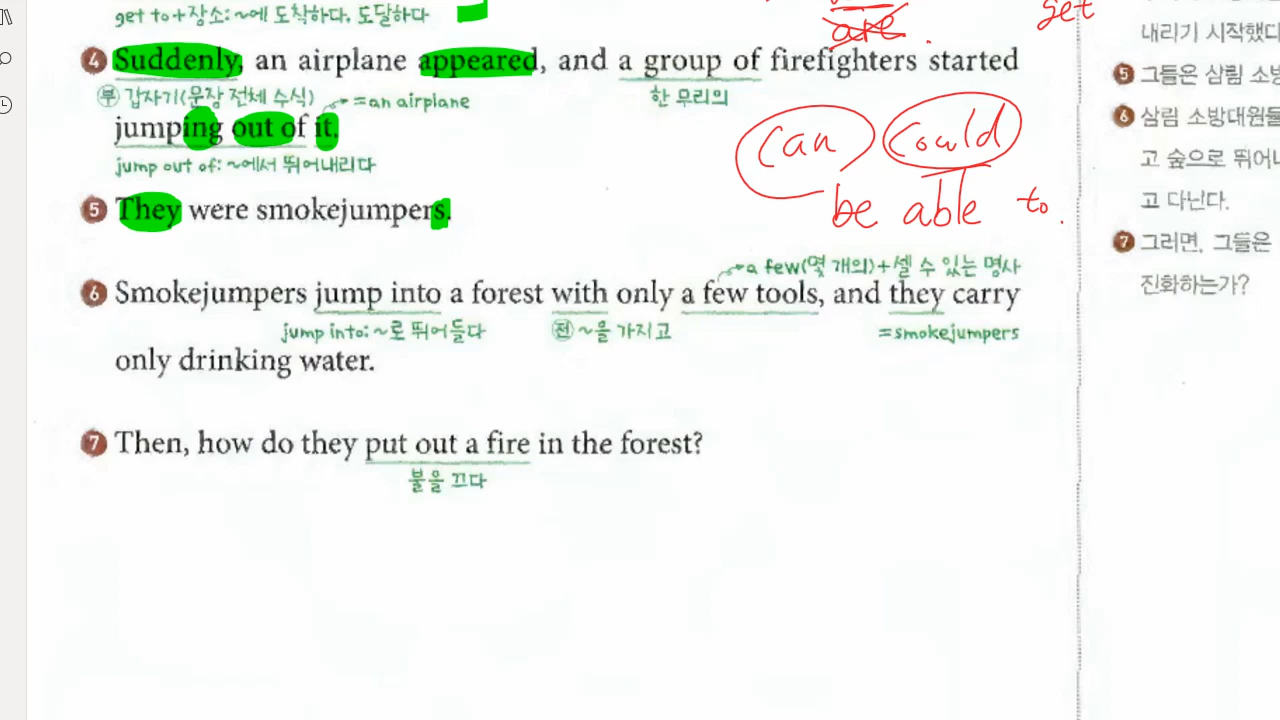 get to+장소: ~에 도착하다, 도달하다
are.
get
내리기 시작했다
4 Suddenly, an airplane appeared, and a group of firefighters started
부 갑자기(문장 전체 수식)
=an airplane
한 무리의
jumping out of it.
jump out of: ~에서 뛰어내리다
can could
be able to.
5 They were smokejumpers.
a few(몇 개의)+셀 수 있는 명사
6 Smokejumpers jump into a forest with only a few tools, and they carry
jump into: ~로 뛰어들다
전 ~을 가지고
=smokejumpers
only drinking water.
7 Then, how do they put out a fire in the forest?
불을 끄다
5 그들은 삼림 소방
6 삼림 소방대원들
고 숲으로 뛰어
고 다닌다.
7 그러면, 그들은
진화하는가?